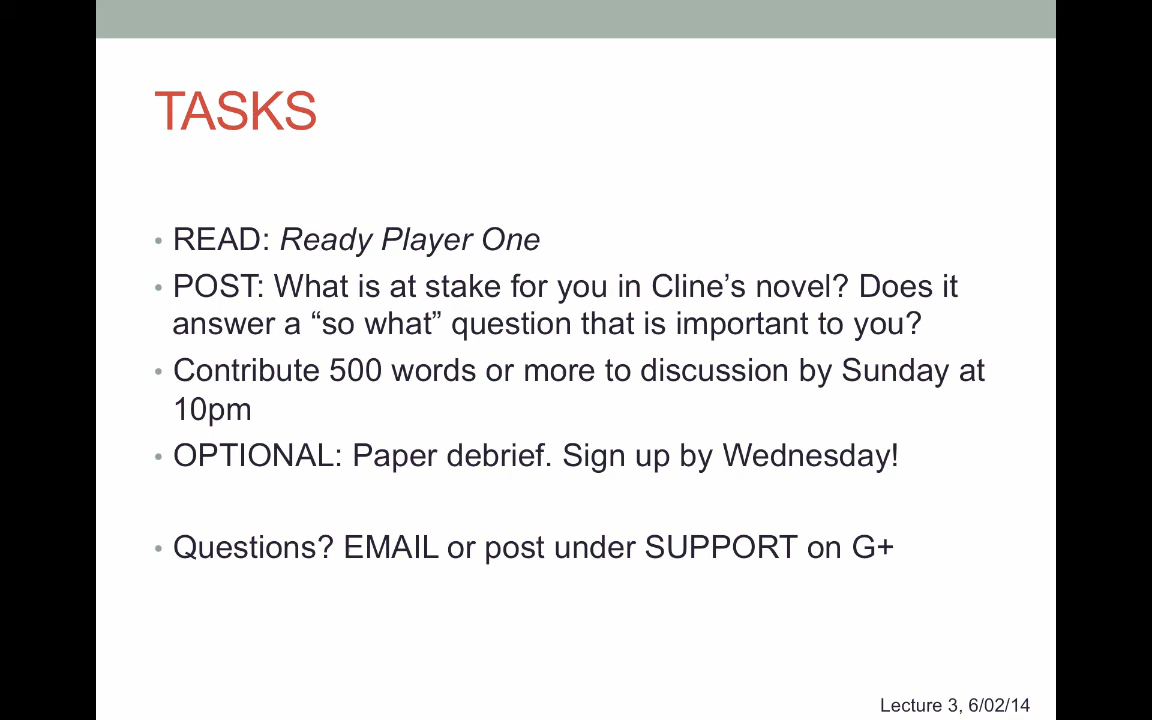 TASKS
• READ: Ready Player One
• POST: What is at stake for you in Cline’s novel? Does it
answer a “so what” question that is important to you?
• Contribute 500 words or more to discussion by Sunday at
10pm
• OPTIONAL: Paper debrief. Sign up by Wednesday!
• Questions? EMAIL or post under SUPPORT on G+
Lecture 3, 6/02/14